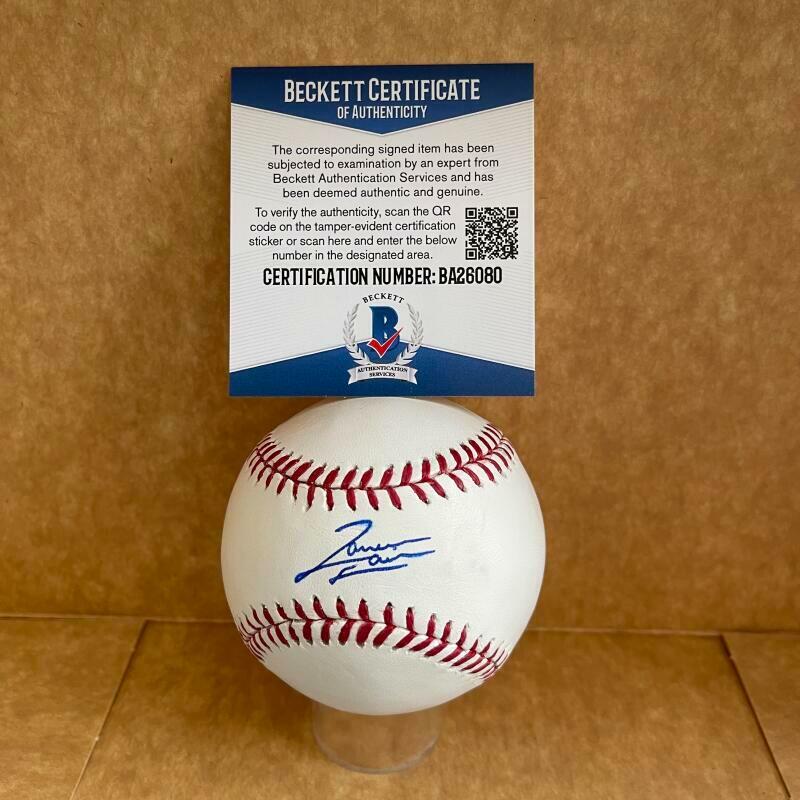 BECKETT CERTIFICATE
OF AUTHENTICITY
The corresponding signed item has been
subjected to examination by an expert from
Beckett Authentication Services and has
been deemed authentic and genuine.
To verify the authenticity, scan the QR
code on the tamper-evident certification
sticker or scan here and enter the below
number in the designated area.
CERTIFICATION NUMBER: BA26080
BECKETT
B
AUTHENTICATION
SERVICES